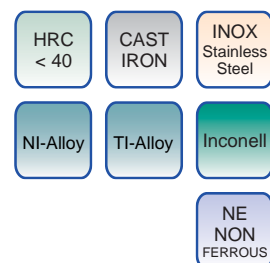 HRC
< 40
CAST
IRON
INOX
Stainless
Steel
NI-Alloy
TI-Alloy
Inconell
NE
NON
FERROUS